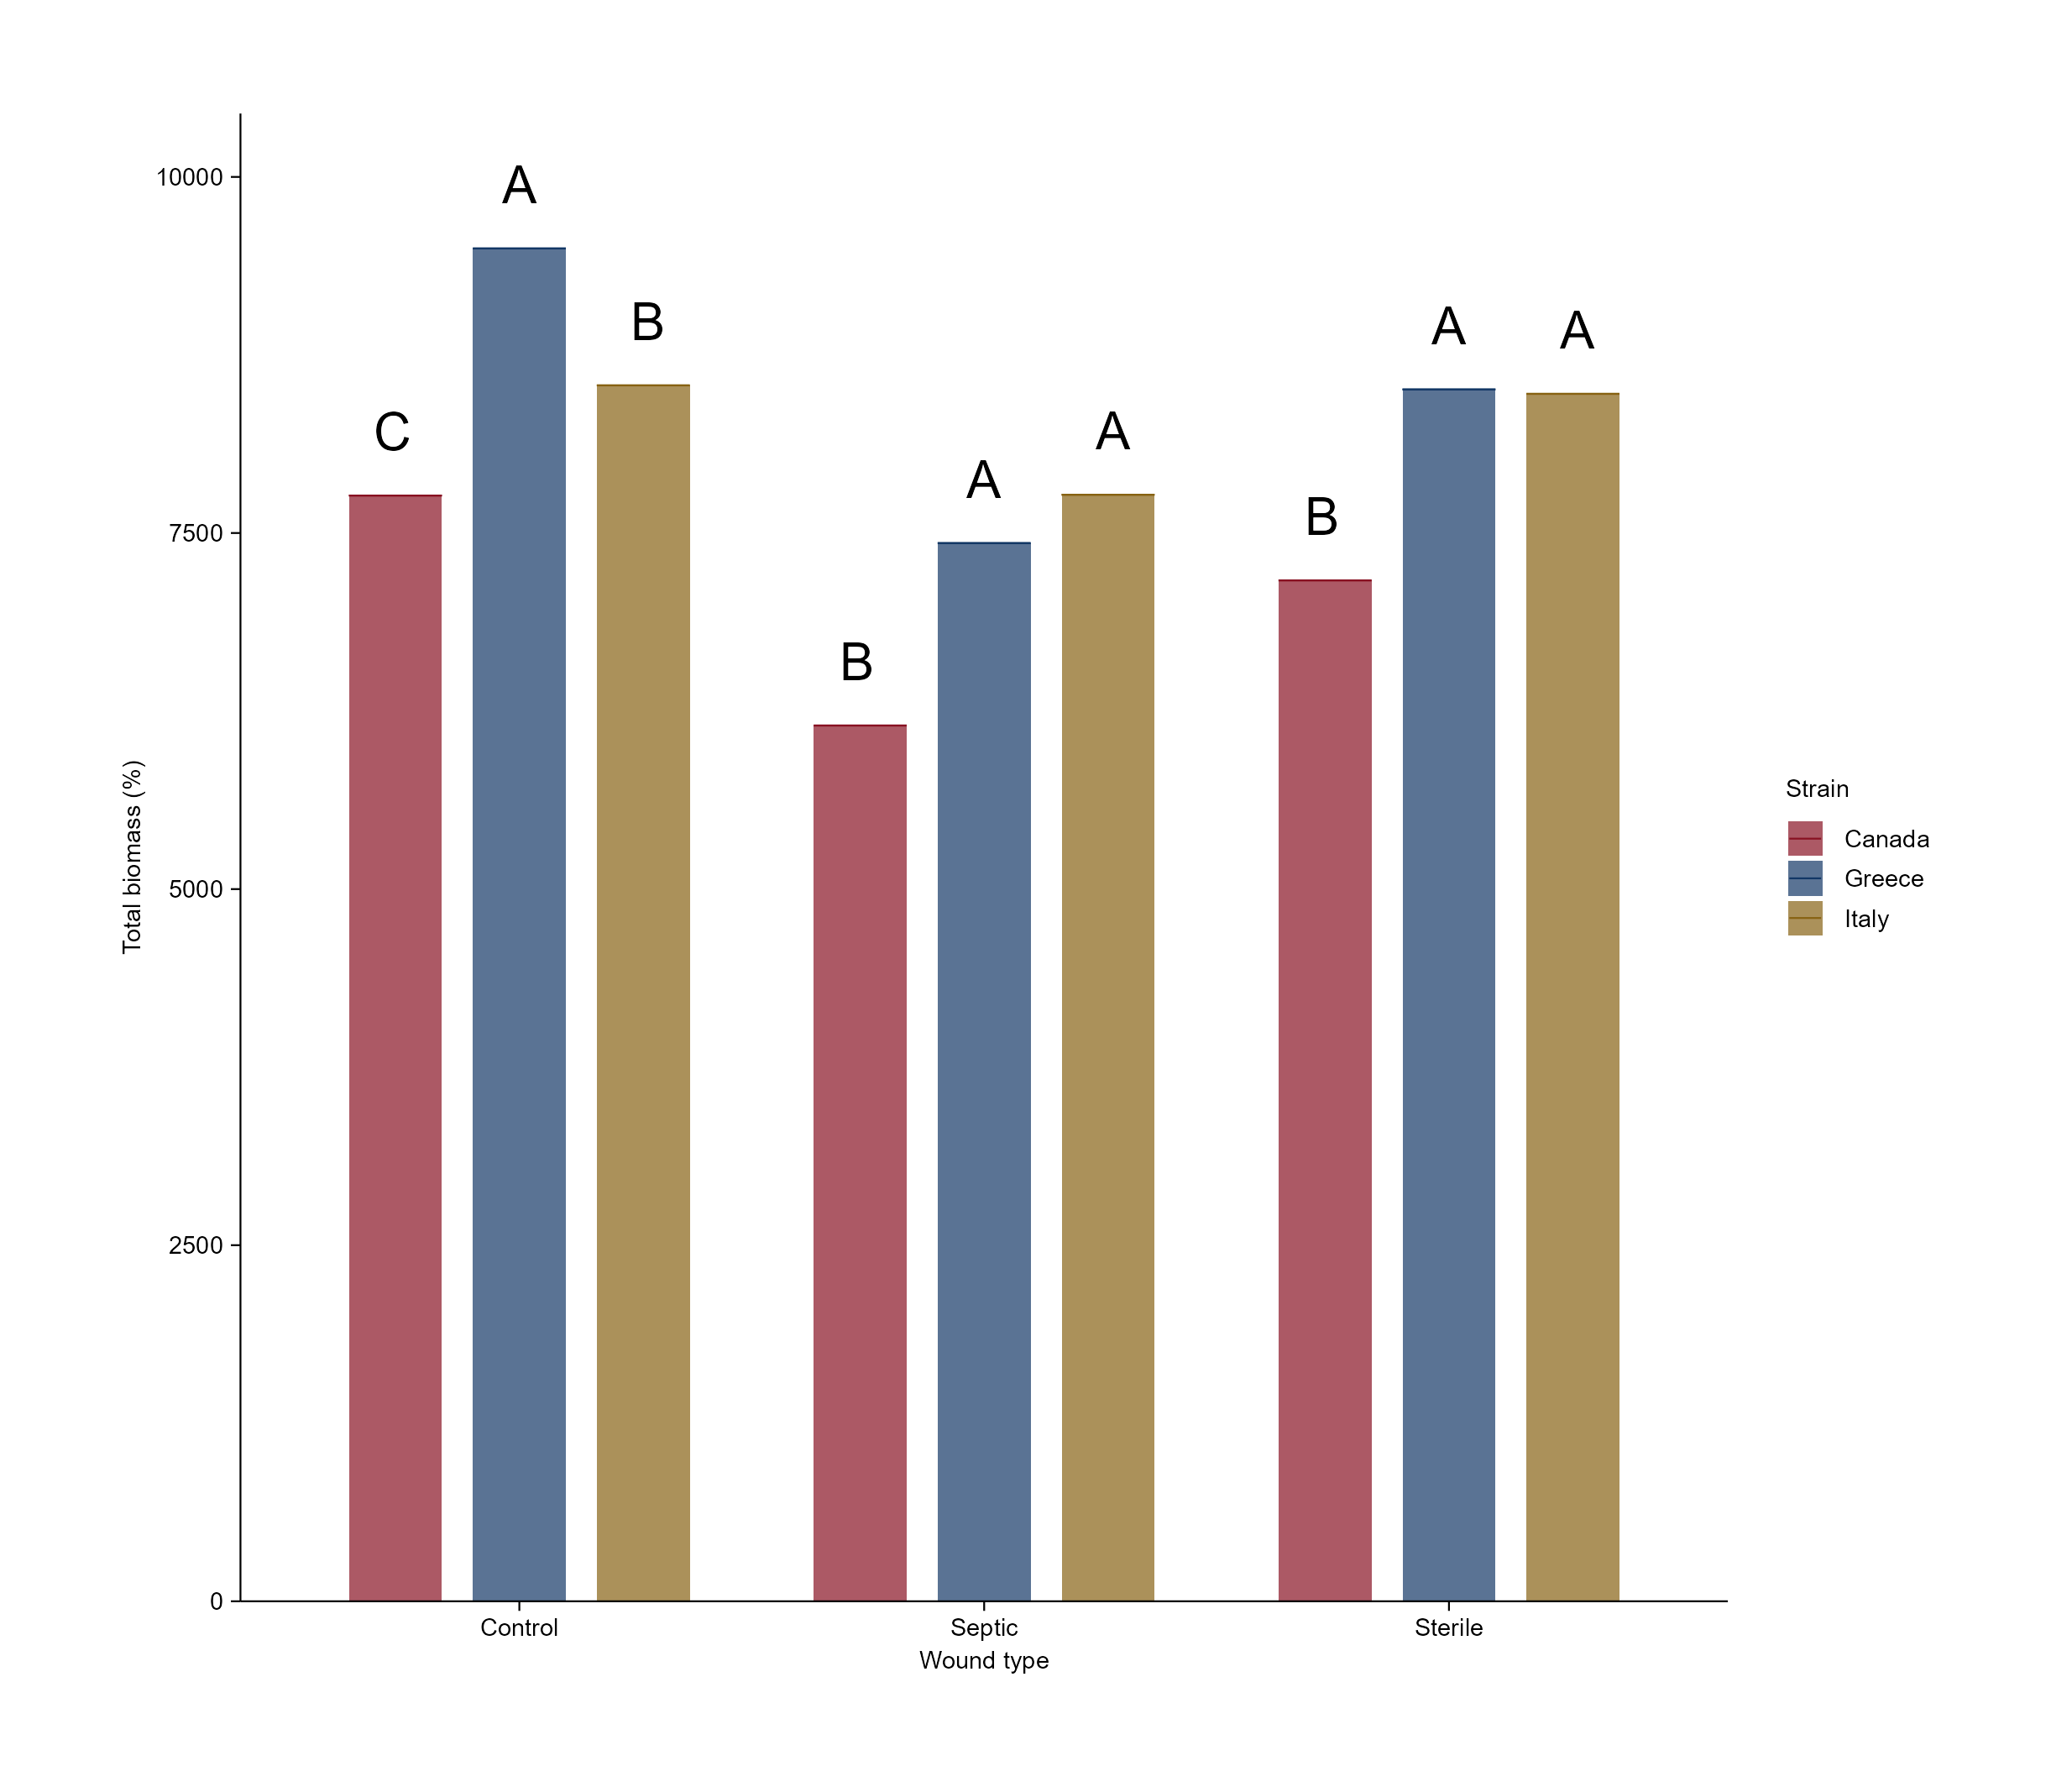 10000
7500
5000
2500
0
Total biomass (%)
C
A
B
B
A
A
B
A
A
Control
Septic
Sterile
Wound type
Strain
Canada
Greece
Italy